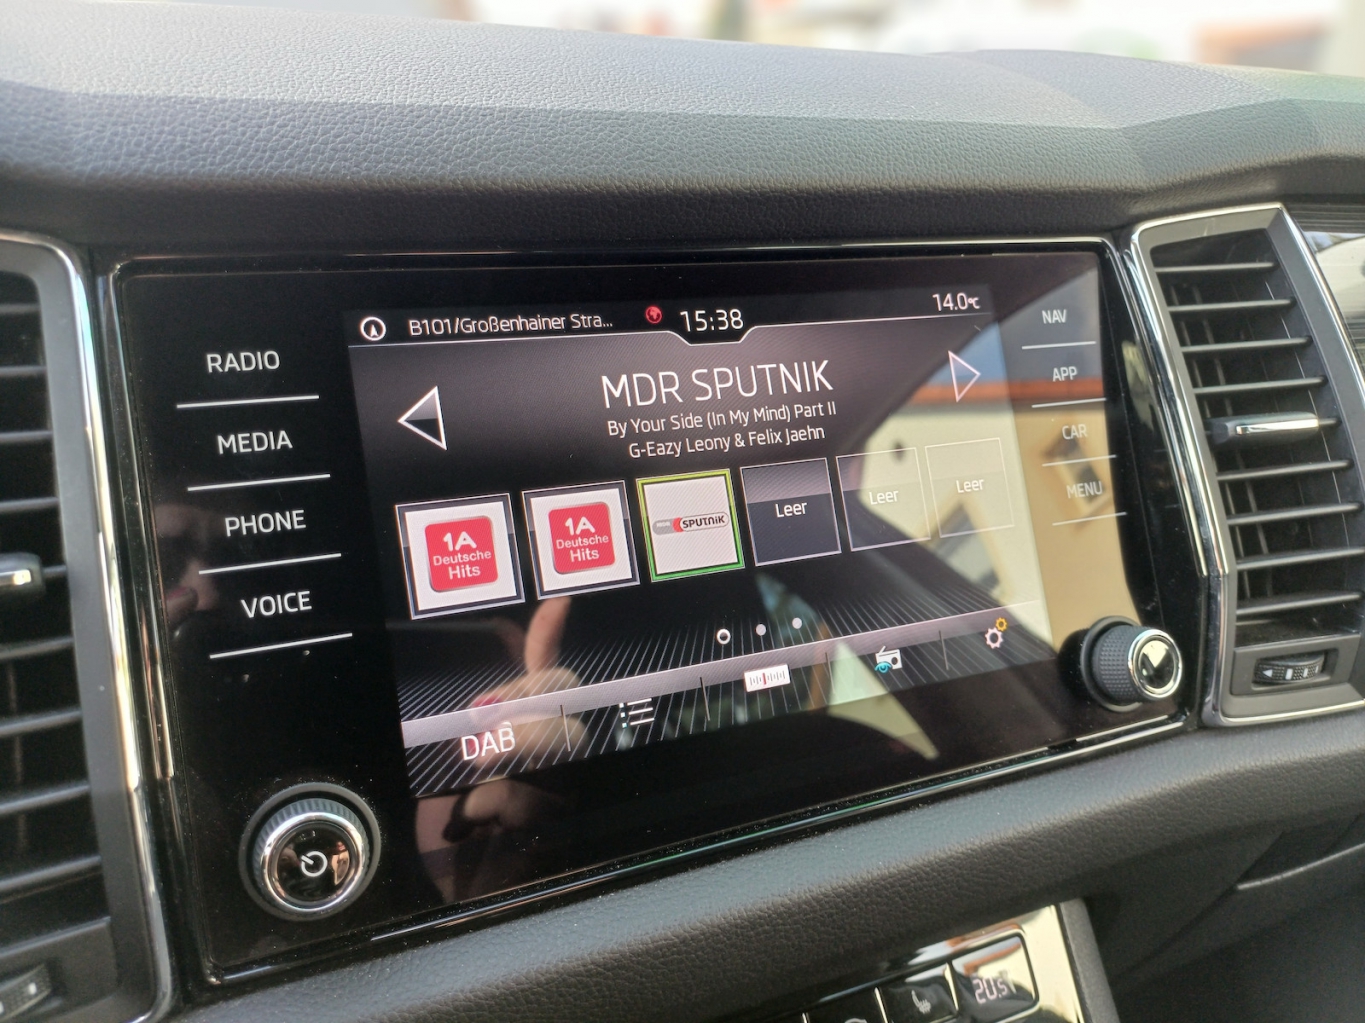 B101/Großenhainer Stra...
15:38
14.0°C
RADIO
MEDIA
PHONE
VOICE
NAV
APP
CAR
MENU
MDR SPUTNIK
By Your Side (In My Mind) Part II
G-Eazy Leony & Felix Jaehn
1A
Deutsche
Hits
1A
Deutsche
Hits
SPUTNIK
Leer
Leer
Leer
DAB
20.5